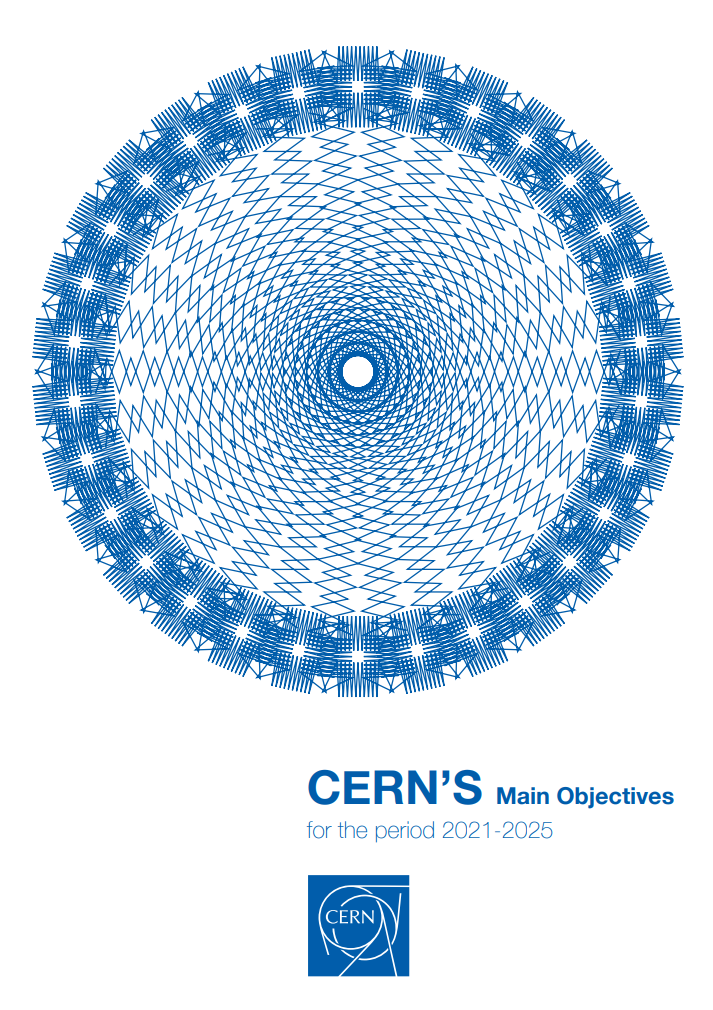 CERN’S Main Objectives
for the period 2021-2025
CERN